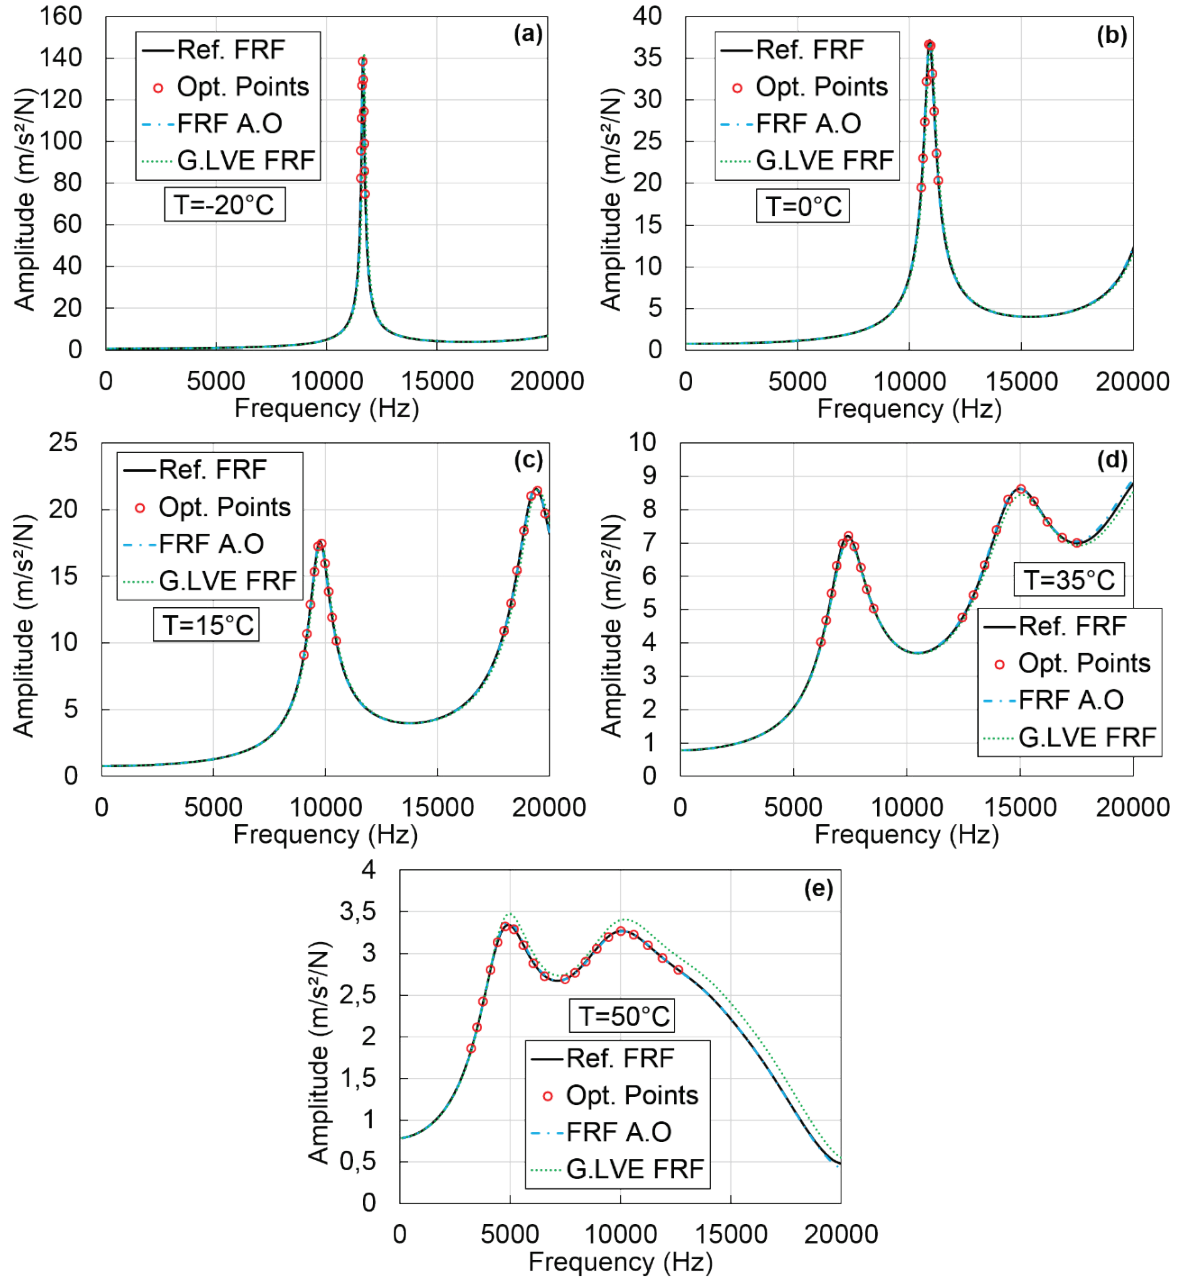 (a)
160
140
120
100
80
60
40
20
0
Amplitude (m/s²/N)
Ref. FRF
Opt. Points
FRF A.O
G.LVE FRF
T=-20°C
0 5000 10000 15000 20000
Frequency (Hz)
(b)
40
35
30
25
20
15
10
5
0
Amplitude (m/s²/N)
Ref. FRF
Opt. Points
FRF A.O
G.LVE FRF
T=0°C
0 5000 10000 15000 20000
Frequency (Hz)
(c)
25
20
15
10
5
0
Amplitude (m/s²/N)
Ref. FRF
Opt. Points
FRF A.O
G.LVE FRF
T=15°C
0 5000 10000 15000 20000
Frequency (Hz)
(d)
10
9
8
7
6
5
4
3
2
1
0
Amplitude (m/s²/N)
T=35°C
Ref. FRF
Opt. Points
FRF A.O
G.LVE FRF
0 5000 10000 15000 20000
Frequency (Hz)
(e)
4
3,5
3
2,5
2
1,5
1
0,5
0
Amplitude (m/s²/N)
T=50°C
Ref. FRF
Opt. Points
FRF A.O
G.LVE FRF
0 5000 10000 15000 20000
Frequency (Hz)